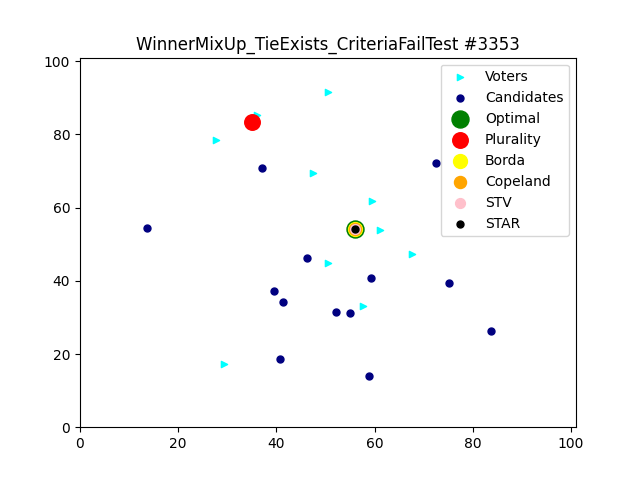 WinnerMixUp_TieExists_CriteriaFailTest #3353
100
80
60
40
20
0
0 20 40 60 80 100
Voters
Candidates
Optimal
Plurality
Borda
Copeland
STV
STAR